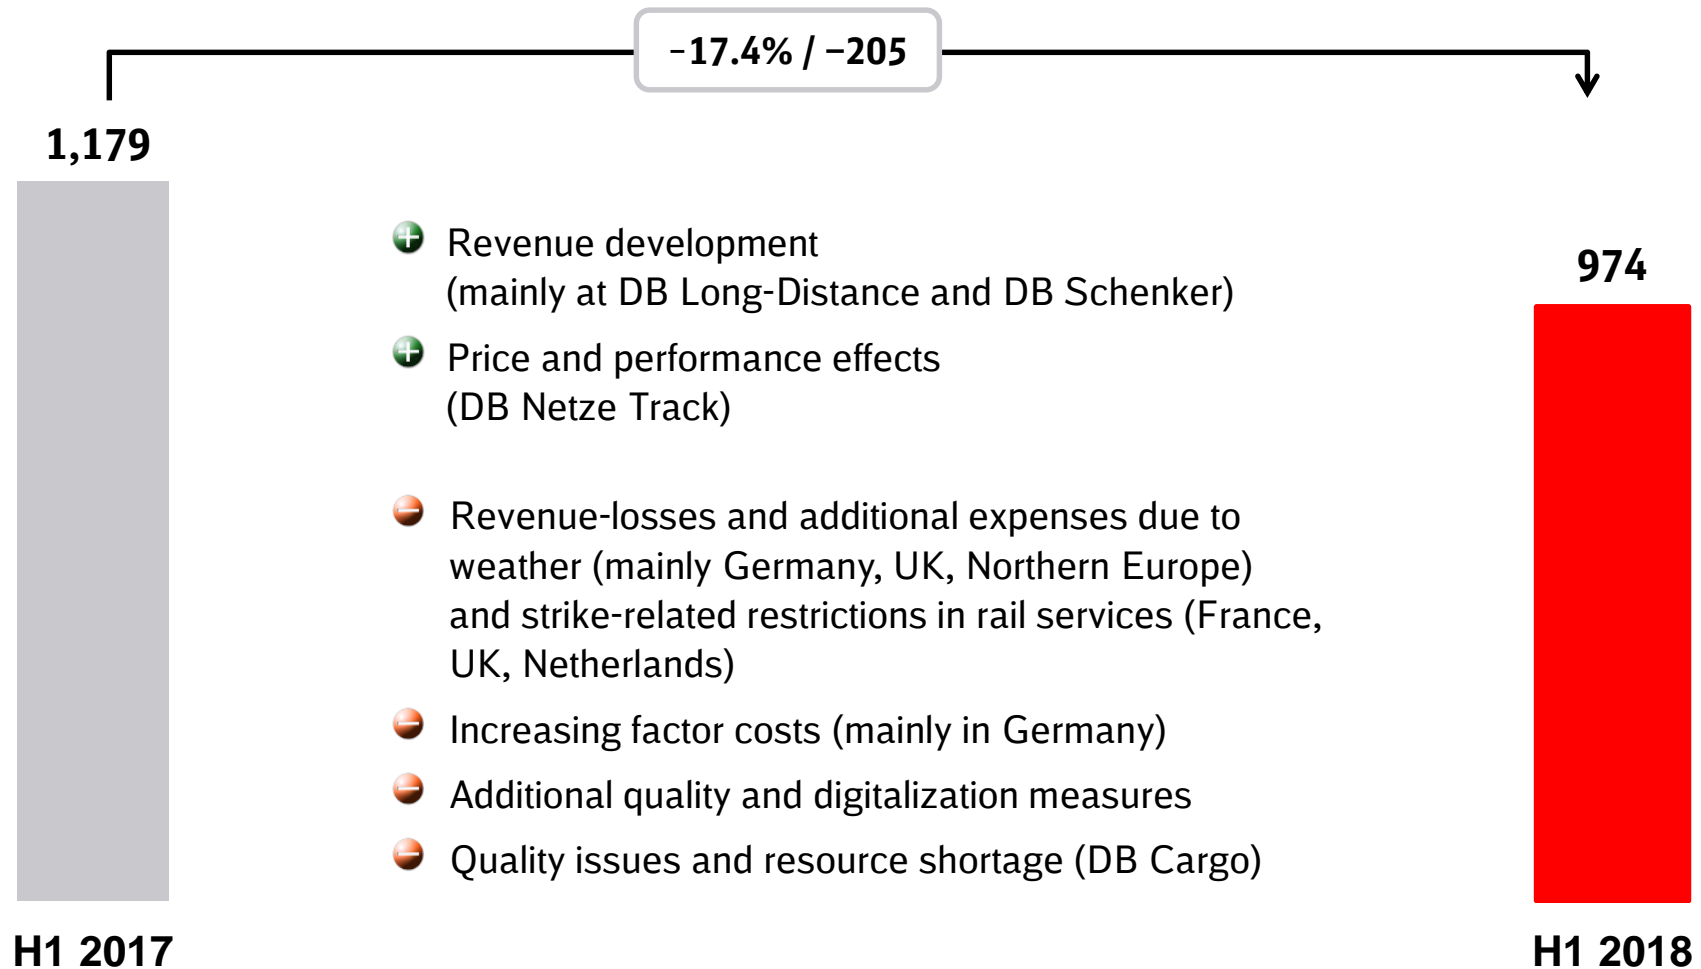 −17.4% / −205
1,179
Revenue development
(mainly at DB Long-Distance and DB Schenker)
974
Price and performance effects
(DB Netze Track)
Revenue-losses and additional expenses due to
weather (mainly Germany, UK, Northern Europe)
and strike-related restrictions in rail services (France,
UK, Netherlands)
Increasing factor costs (mainly in Germany)
Additional quality and digitalization measures
Quality issues and resource shortage (DB Cargo)
H1 2017
H1 2018